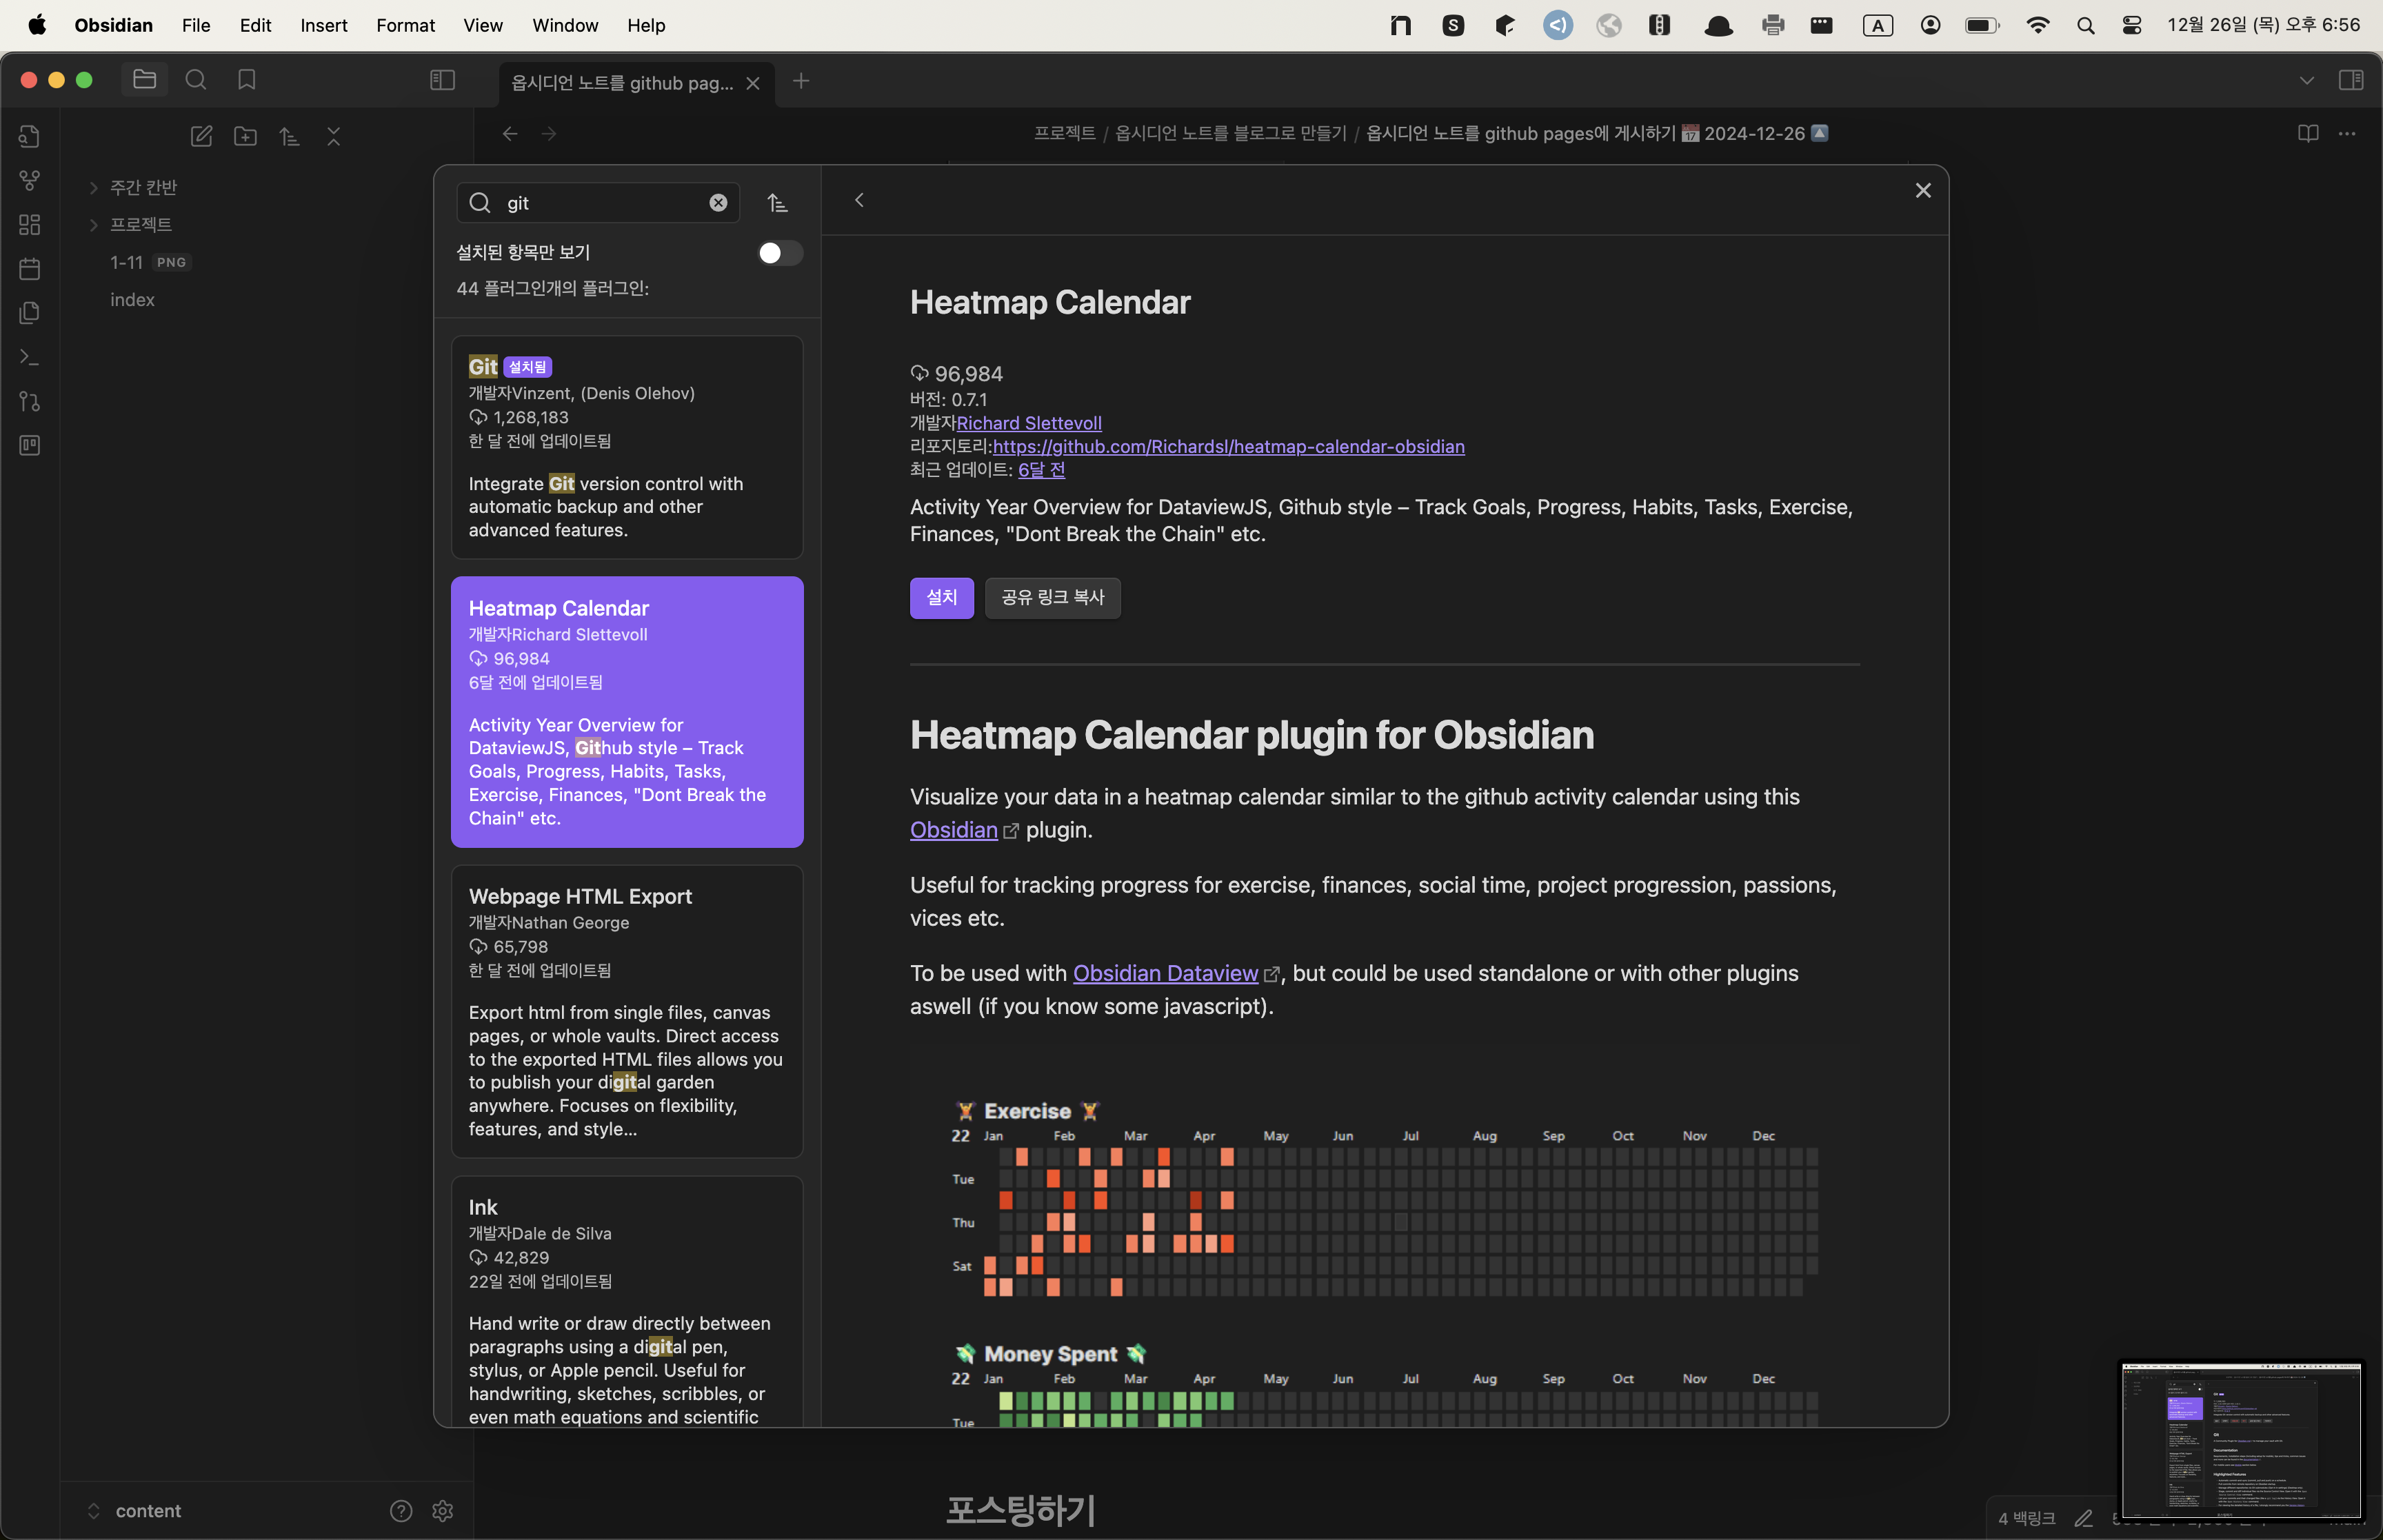 Obsidian File Edit Insert Format View Window Help
A 12월 26일 (목) 오후 6:56
옵시디언 노트를 github pag...
프로젝트 / 옵시디언 노트를 블로그로 만들기 / 옵시디언 노트를 github pages에 게시하기 📅 2024-12-26 🔼
주간 칸반
프로젝트
1-11 PNG
index
content
git
설치된 항목만 보기
44 플러그인개의 플러그인:
Git 설치됨
개발자Vinzent, (Denis Olehov)
1,268,183
한 달 전에 업데이트됨
Integrate Git version control with
automatic backup and other
advanced features.
Heatmap Calendar
개발자Richard Slettevoll
96,984
6달 전에 업데이트됨
Activity Year Overview for
DataviewJS, Github style – Track
Goals, Progress, Habits, Tasks,
Exercise, Finances, "Dont Break the
Chain" etc.
Webpage HTML Export
개발자Nathan George
65,798
한 달 전에 업데이트됨
Export html from single files, canvas
pages, or whole vaults. Direct access
to the exported HTML files allows you
to publish your digital garden
anywhere. Focuses on flexibility,
features, and style...
Ink
개발자Dale de Silva
42,829
22일 전에 업데이트됨
Hand write or draw directly between
paragraphs using a digital pen,
stylus, or Apple pencil. Useful for
handwriting, sketches, scribbles, or
even math equations and scientific
Heatmap Calendar
96,984
버전: 0.7.1
개발자Richard Slettevoll
리포지토리:https://github.com/Richardsl/heatmap-calendar-obsidian
최근 업데이트: 6달 전
Activity Year Overview for DataviewJS, Github style – Track Goals, Progress, Habits, Tasks, Exercise,
Finances, "Dont Break the Chain" etc.
설치 공유 링크 복사
Heatmap Calendar plugin for Obsidian
Visualize your data in a heatmap calendar similar to the github activity calendar using this
Obsidian plugin.
Useful for tracking progress for exercise, finances, social time, project progression, passions,
vices etc.
To be used with Obsidian Dataview, but could be used standalone or with other plugins
aswell (if you know some javascript).
Exercise
22 Jan Feb Mar Apr May Jun Jul Aug Sep Oct Nov Dec
Tue
Thu
Sat
Money Spent
22 Jan Feb Mar Apr May Jun Jul Aug Sep Oct Nov Dec
Tue
포스팅하기
4 백링크